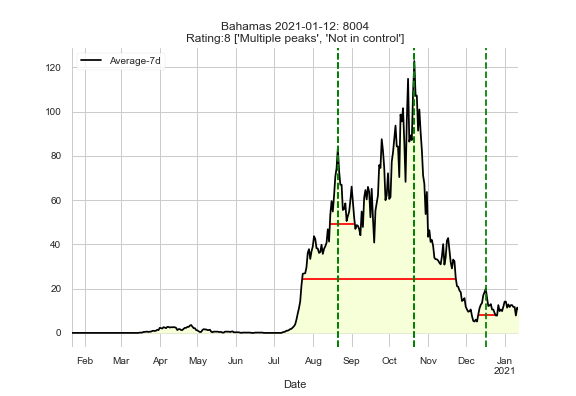 Bahamas 2021-01-12: 8004
Rating:8 ['Multiple peaks', 'Not in control']
Average-7d
120
100
80
60
40
20
0
Feb Mar Apr May Jun Jul Aug Sep Oct Nov Dec Jan
2021
Date